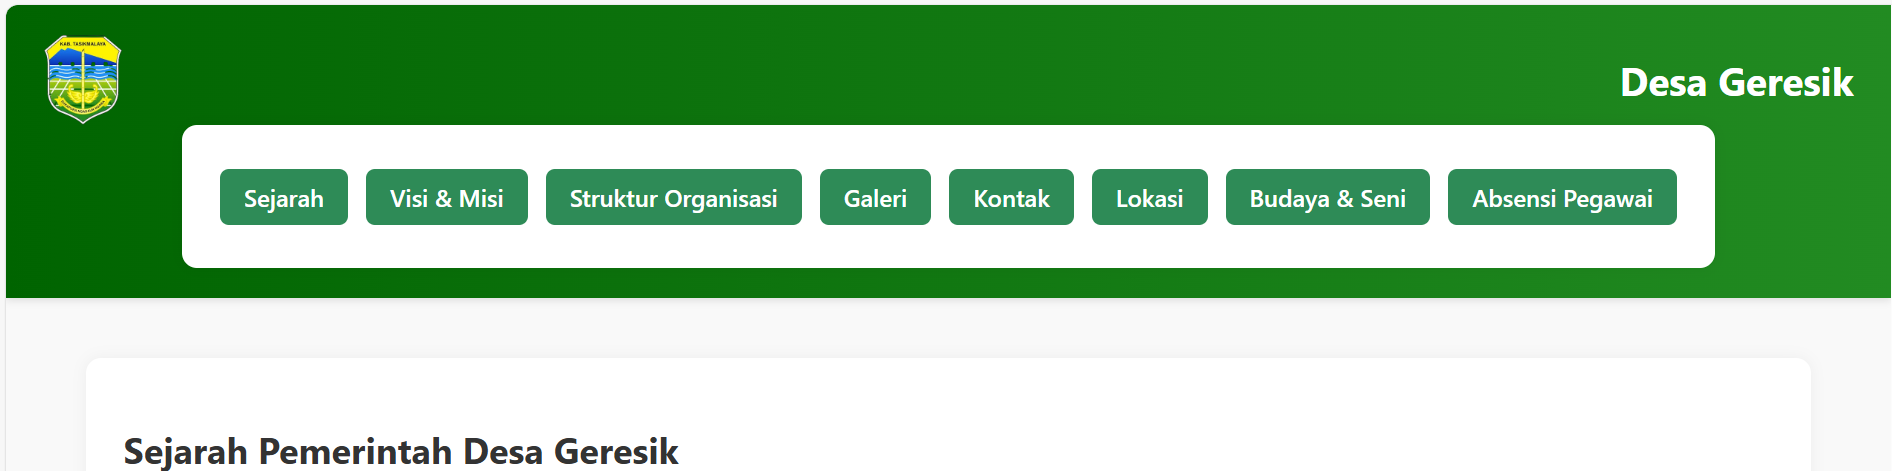 KAB. TASIKMALAYA
Desa Geresik
Sejarah
Visi & Misi
Struktur Organisasi
Galeri
Kontak
Lokasi
Budaya & Seni
Absensi Pegawai
Sejarah Pemerintah Desa Geresik